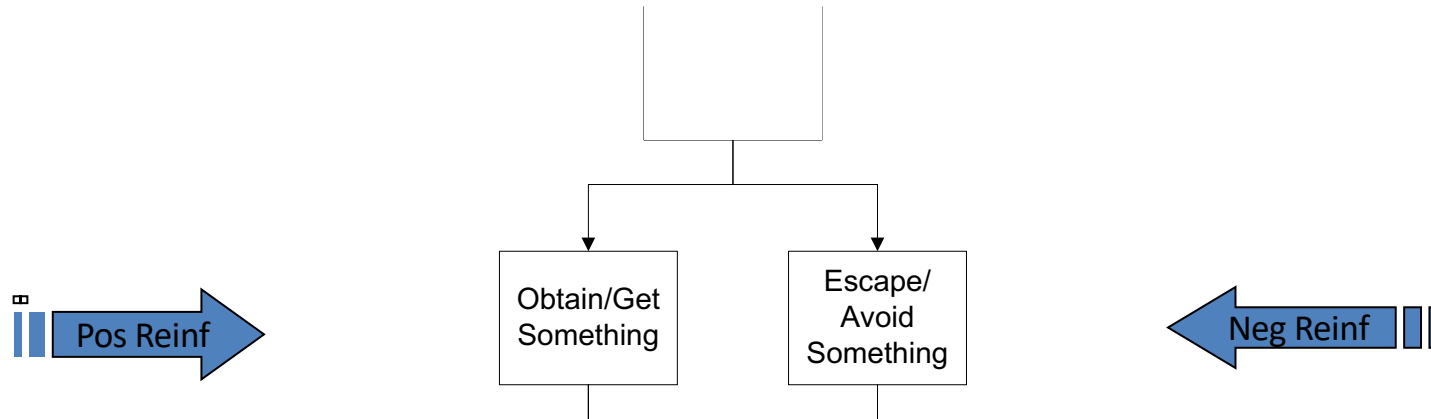 Obtain/Get
Something
Escape/
Avoid
Something
Pos Reinf
Neg Reinf